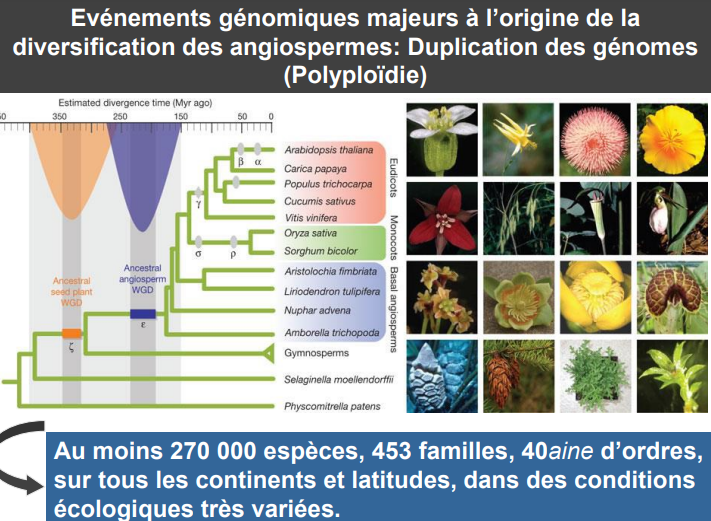 Evénements génomiques majeurs à l’origine de la
diversification des angiospermes: Duplication des génomes
(Polyploïdie)
Estimated divergence time (Myr ago)
50 350 250 150 50 0
Arabidopsis thaliana
β α
Carica papaya
Populus trichocarpa
Cucumis sativus
γ
Vitis vinifera
Eudicots
Oryza sativa
σ ρ
Sorghum bicolor
Monocots
Aristolochia fimbriata
Liriodendron tulipifera
Nuphar advena
Amborella trichopoda
Basal angiosperms
Ancestral
angiosperm
WGD
ε
Ancestral
seed plant
WGD
ζ
Gymnosperms
Selaginella moellendorffii
Physcomitrella patens
Au moins 270 000 espèces, 453 familles, 40aine d’ordres,
sur tous les continents et latitudes, dans des conditions
écologiques très variées.